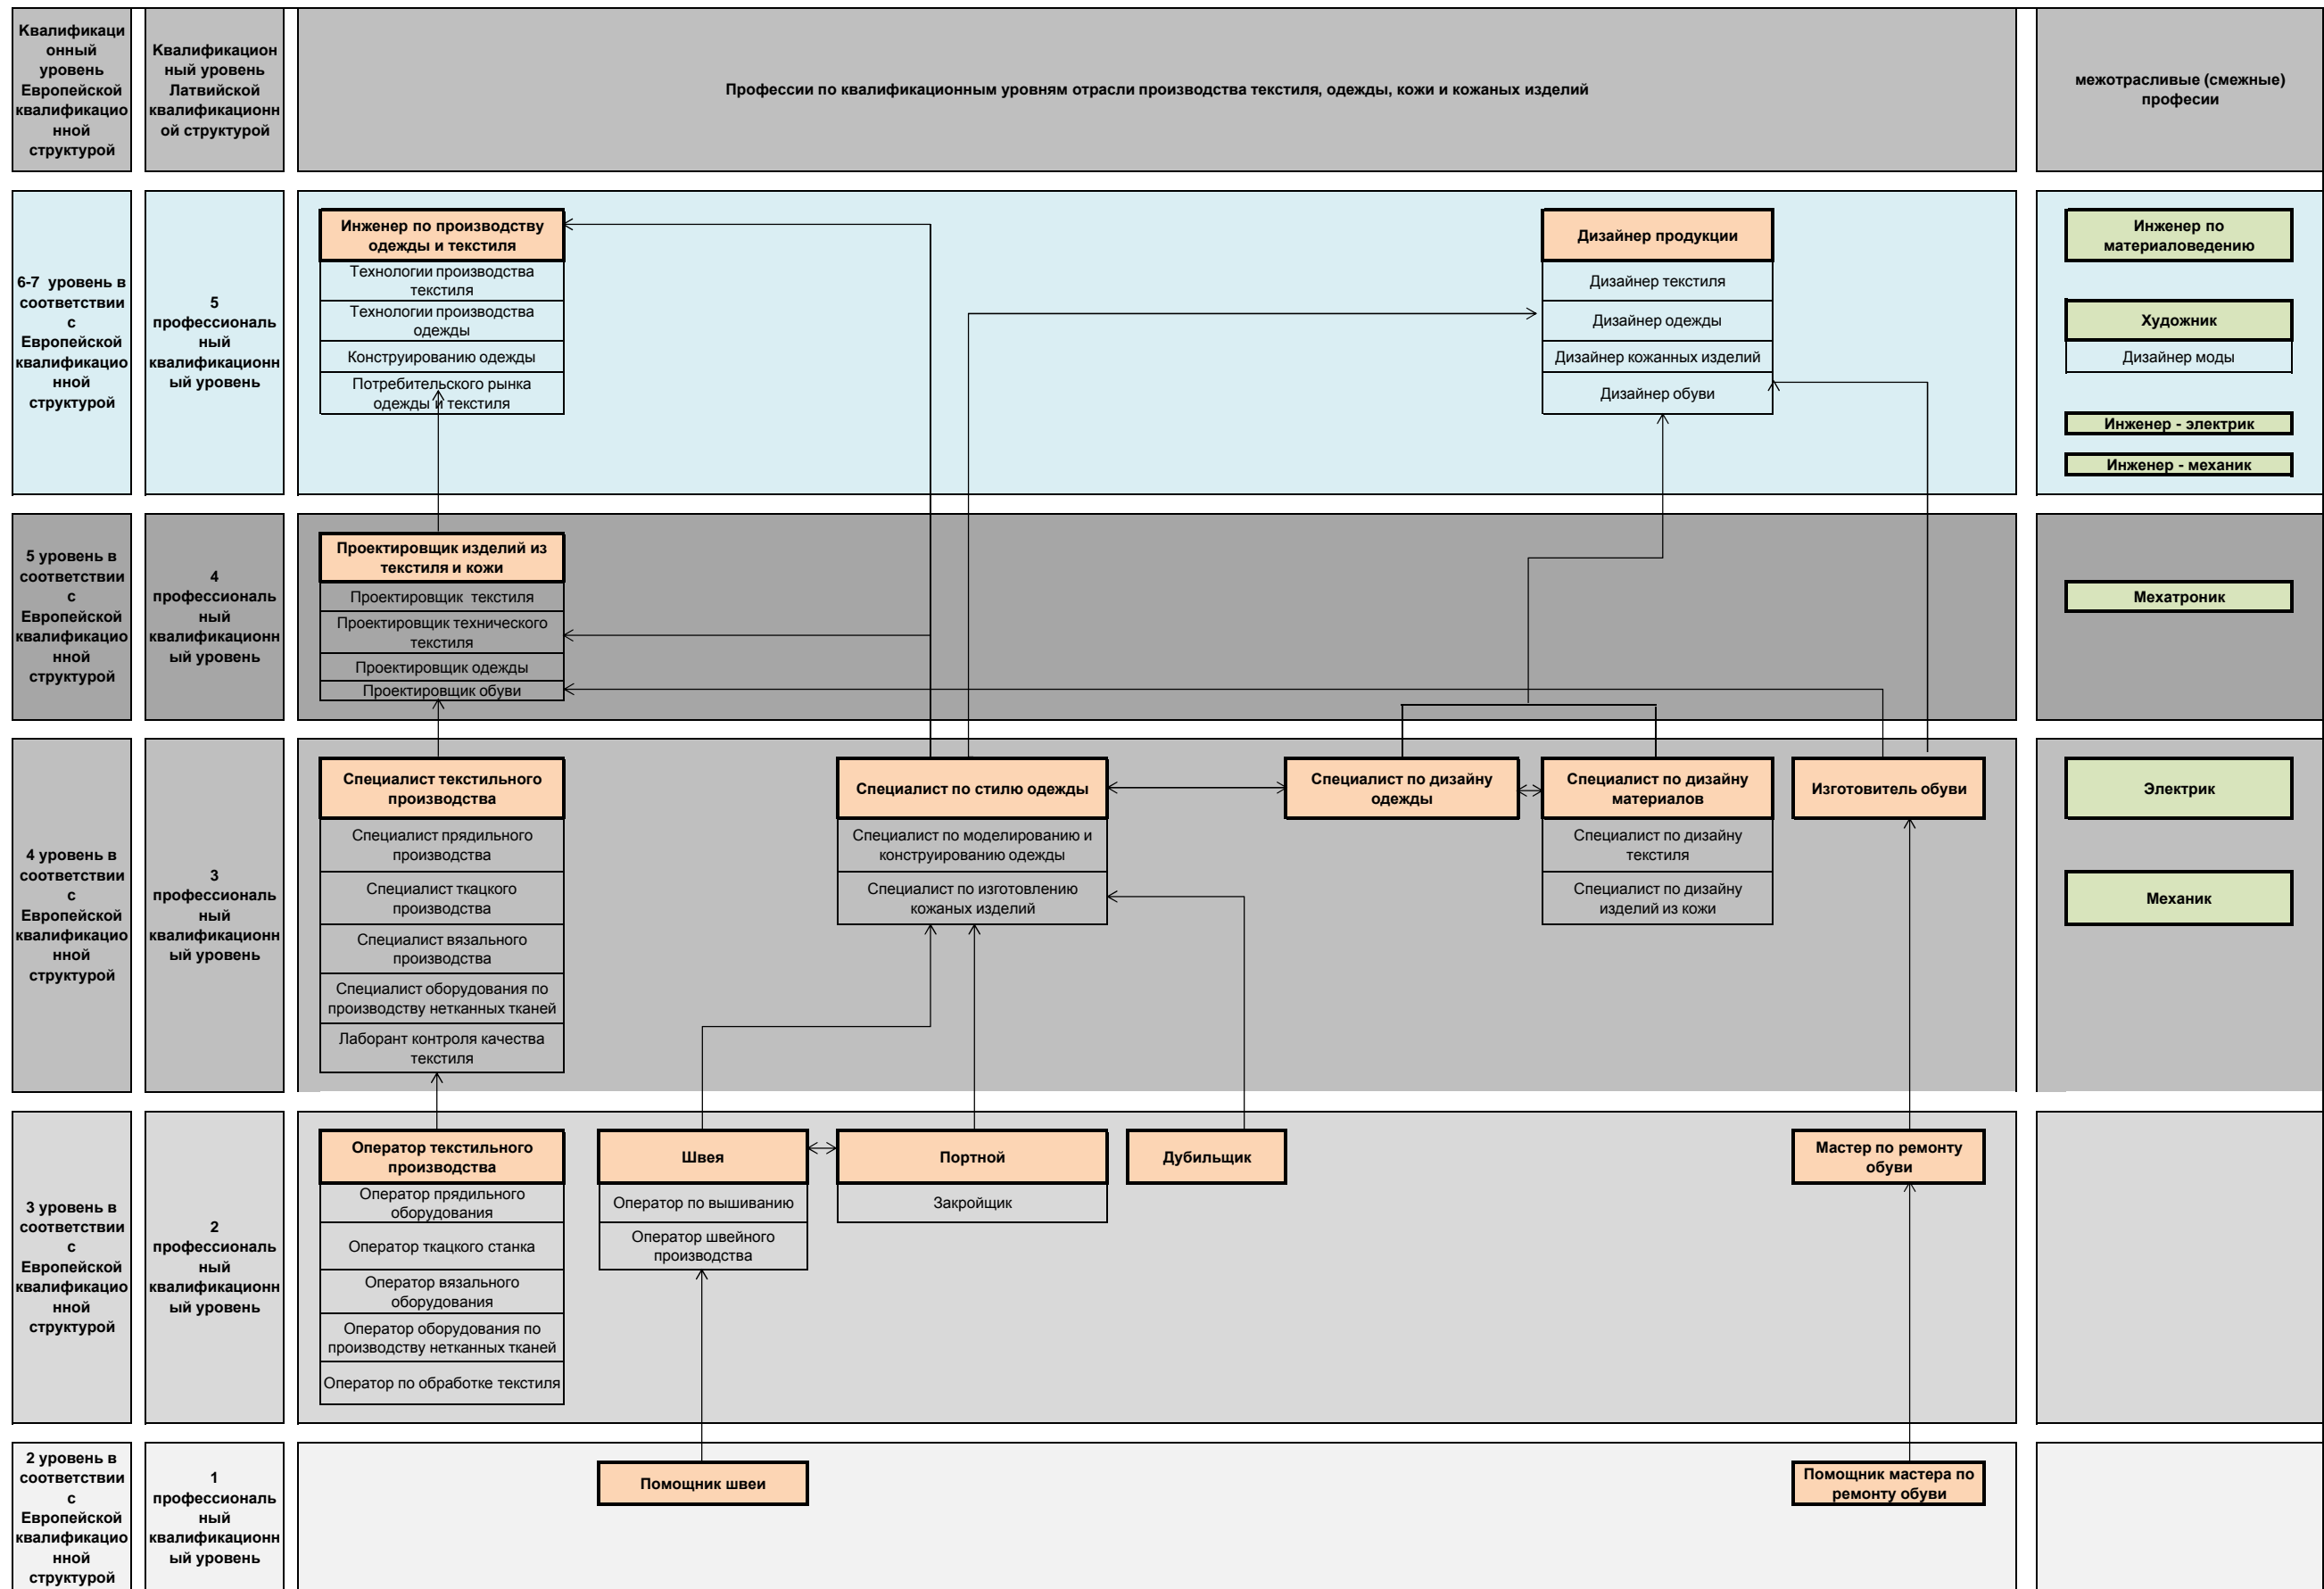 Квалификаци
онный
уровень
Европейской
квалификацио
нной
структурой
Квалификацион
ный уровень
Латвийской
квалификационн
ой структурой
Профессии по квалификационным уровням отрасли производства текстиля, одежды, кожи и кожаных изделий
межотрасливые (смежные)
професии
6-7 уровень в
соответствии
с
Европейской
квалификацио
нной
структурой
5
профессиональ
ный
квалификационн
ый уровень
Инженер по производству
одежды и текстиля
Технологии производства
текстиля
Технологии производства
одежды
Конструированию одежды
Потребительского рынка
одежды и текстиля
Дизайнер продукции
Дизайнер текстиля
Дизайнер одежды
Дизайнер кожанных изделий
Дизайнер обуви
Инженер по
материаловедению
Художник
Дизайнер моды
Инженер - электрик
Инженер - механик
5 уровень в
соответствии
с
Европейской
квалификацио
нной
структурой
4
профессиональ
ный
квалификационн
ый уровень
Проектировщик изделий из
текстиля и кожи
Проектировщик текстиля
Проектировщик технического
текстиля
Проектировщик одежды
Проектировщик обуви
Мехатроник
4 уровень в
соответствии
с
Европейской
квалификацио
нной
структурой
3
профессиональ
ный
квалификационн
ый уровень
Специалист текстильного
производства
Специалист прядильного
производства
Специалист ткацкого
производства
Специалист вязального
производства
Специалист оборудования по
производству нетканных тканей
Лаборант контроля качества
текстиля
Специалист по стилю одежды
Специалист по моделированию и
конструированию одежды
Специалист по изготовлению
кожаных изделий
Специалист по дизайну
одежды
Специалист по дизайну
материалов
Специалист по дизайну
текстиля
Специалист по дизайну
изделий из кожи
Изготовитель обуви
Электрик
Механик
3 уровень в
соответствии
с
Европейской
квалификацио
нной
структурой
2
профессиональ
ный
квалификационн
ый уровень
Оператор текстильного
производства
Оператор прядильного
оборудования
Оператор ткацкого станка
Оператор вязального
оборудования
Оператор оборудования по
производству нетканных тканей
Оператор по обработке текстиля
Швея
Оператор по вышиванию
Оператор швейного
производства
Портной
Закройщик
Дубильщик
Мастер по ремонту
обуви
2 уровень в
соответствии
с
Европейской
квалификацио
нной
структурой
1
профессиональ
ный
квалификационн
ый уровень
Помощник швеи
Помощник мастера по
ремонту обуви